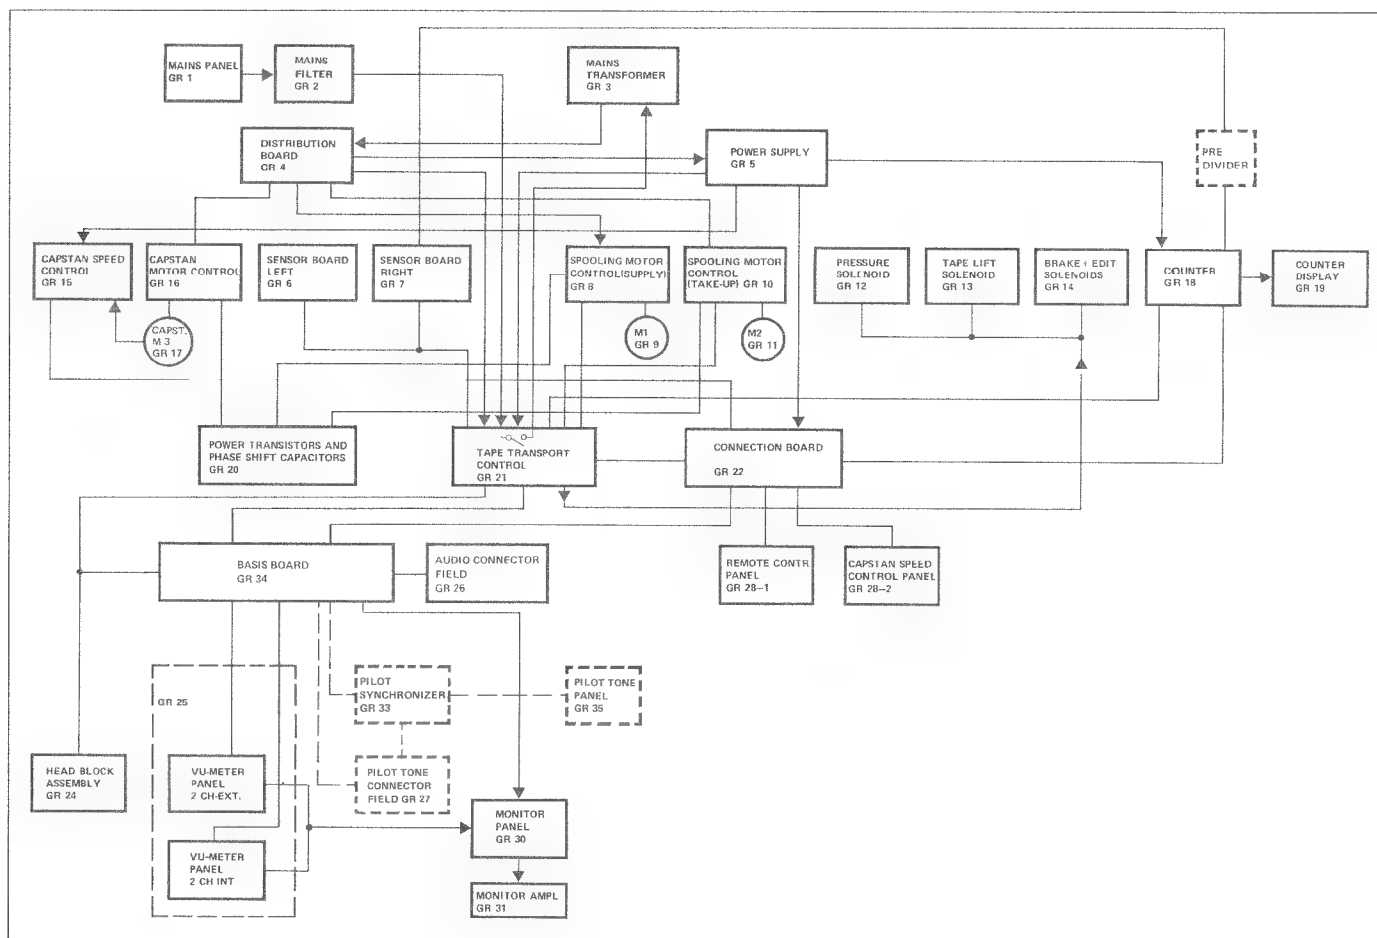 MAINS PANEL
GR 1
MAINS
FILTER
GR 2
MAINS
TRANSFORMER
GR 3
DISTRIBUTION
BOARD
GR 4
POWER SUPPLY
GR 5
PRE
DIVIDER
CAPSTAN SPEED
CONTROL
GR 15
CAPSTAN
MOTOR CONTROL
GR 16
SENSOR BOARD
LEFT
GR 6
SENSOR BOARD
RIGHT
GR 7
SPOOLING MOTOR
CONTROL(SUPPLY)
GR 8
SPOOLING MOTOR
CONTROL
(TAKE-UP) GR 10
PRESSURE
SOLENOID
GR 12
TAPE LIFT
SOLENOID
GR 13
BRAKE + EDIT
SOLENOIDS
GR 14
COUNTER
GR 18
COUNTER
DISPLAY
GR 19
CAPST.
M 3
GR 17
M1
GR 9
M2
GR 11
POWER TRANSISTORS AND
PHASE SHIFT CAPACITORS
GR 20
TAPE TRANSPORT
CONTROL
GR 21
CONNECTION BOARD
GR 22
BASIS BOARD
GR 34
AUDIO CONNECTOR
FIELD
GR 26
REMOTE CONTR
PANEL
GR 28-1
CAPSTAN SPEED
CONTROL PANEL
GR 28-2
GR 25
PILOT
SYNCHRONIZER
GR 33
PILOT TONE
PANEL
GR 35
HEAD BLOCK
ASSEMBLY
GR 24
VU-METER
PANEL
2 CH-EXT.
PILOT TONE
CONNECTOR
FIELD GR 27
MONITOR
PANEL
GR 30
VU-METER
PANEL
2 CH INT
MONITOR AMPL
GR 31